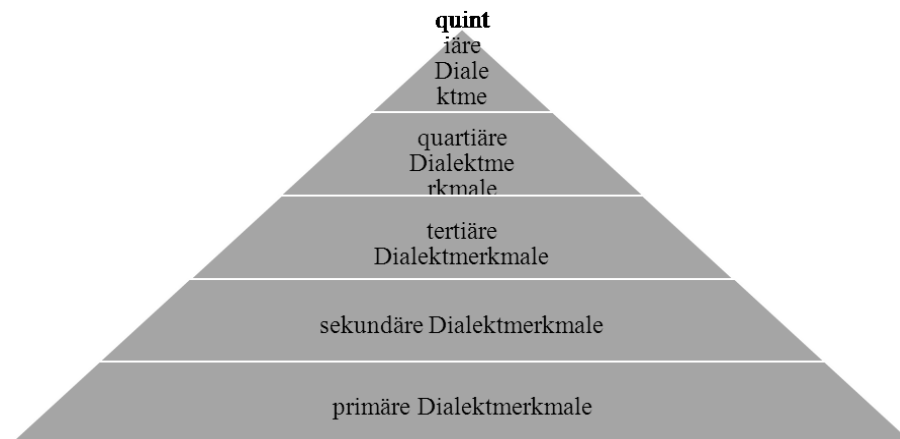 quint
iäre
Diale
ktme
quartiäre
Dialektme
rkmale
tertiäre
Dialektmerkmale
sekundäre Dialektmerkmale
primäre Dialektmerkmale